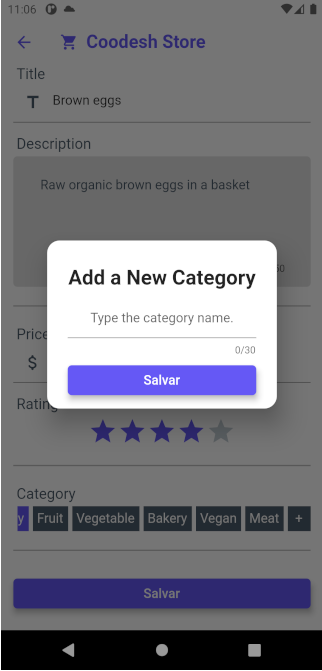 11:06
Coodesh Store
Title
Brown eggs
Description
Raw organic brown eggs in a basket
Add a New Category
Type the category name.
0/30
Salvar
Price
$
Rating
Category
y Fruit Vegetable Bakery Vegan Meat +
Salvar